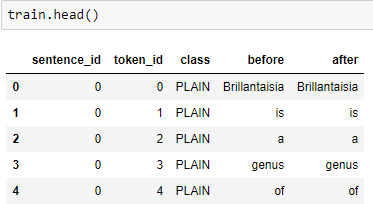 train.head()
sentence_id token_id class before after
0 0 0 PLAIN Brillantaisia Brillantaisia
1 0 1 PLAIN is is
2 0 2 PLAIN a a
3 0 3 PLAIN genus genus
4 0 4 PLAIN of of